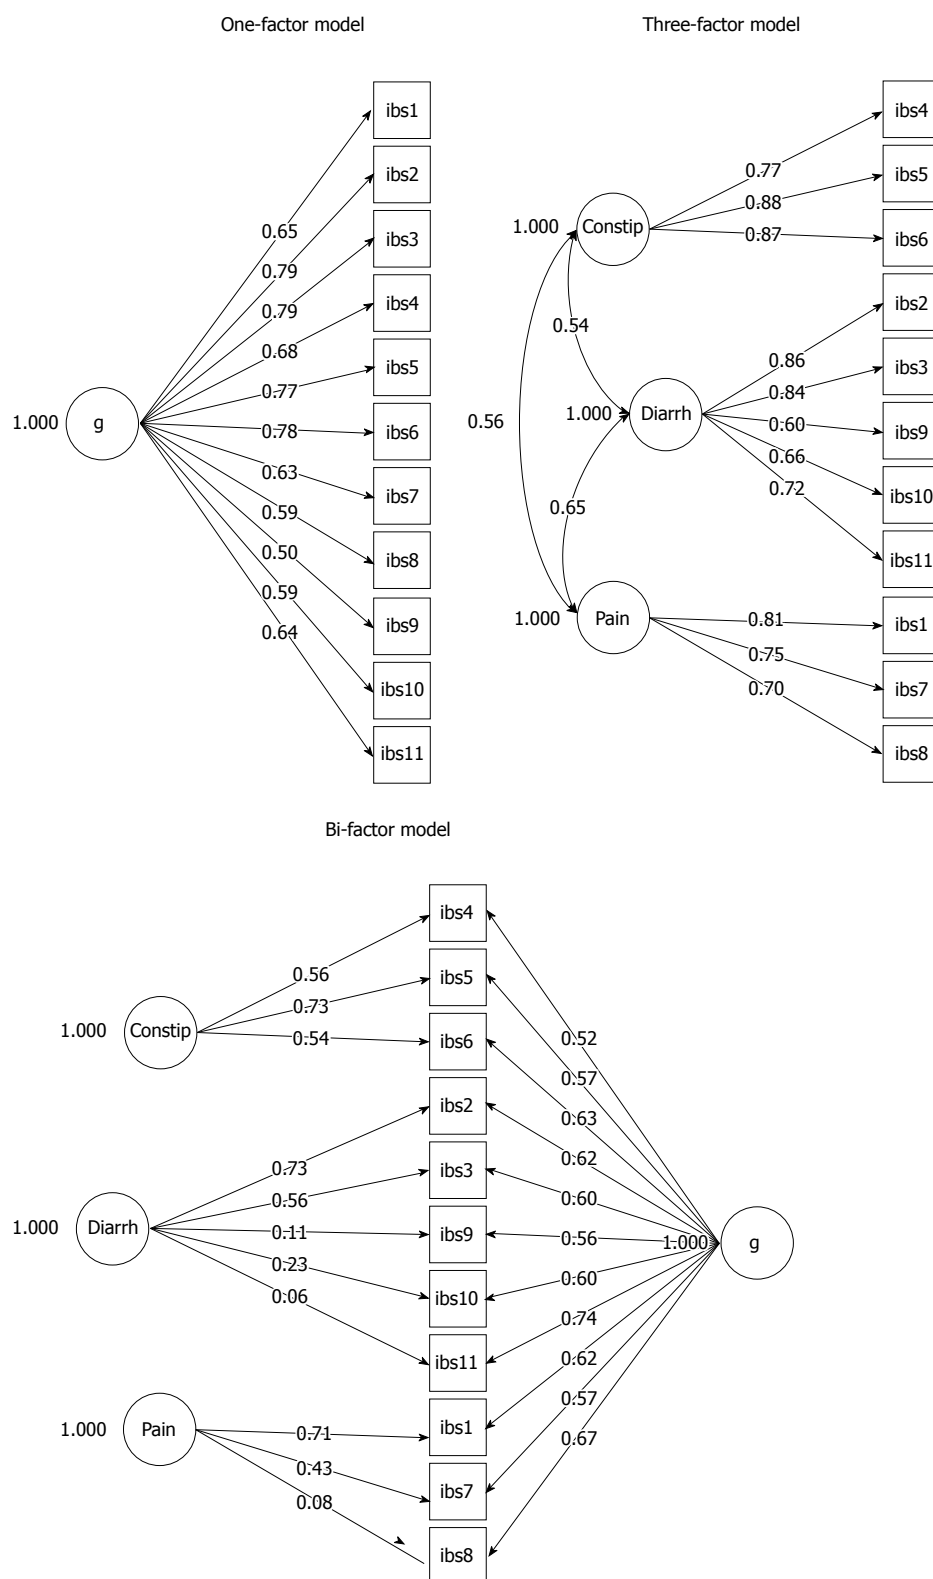 One-factor model
1.000
g
0.65
0.79
0.79
0.68
0.77
0.78
0.63
0.59
0.50
0.59
0.64
ibs1
ibs2
ibs3
ibs4
ibs5
ibs6
ibs7
ibs8
ibs9
ibs10
ibs11
Three-factor model
1.000
Constip
0.77
0.88
0.87
0.54
0.56
1.000
Diarrh
0.86
0.84
0.60
0.66
0.72
0.65
1.000
Pain
0.81
0.75
0.70
ibs4
ibs5
ibs6
ibs2
ibs3
ibs9
ibs10
ibs11
ibs1
ibs7
ibs8
Bi-factor model
1.000
Constip
0.56
0.73
0.54
1.000
Diarrh
0.73
0.56
0.11
0.23
0.06
1.000
Pain
0.71
0.43
0.08
ibs4
ibs5
ibs6
ibs2
ibs3
ibs9
ibs10
ibs11
ibs1
ibs7
ibs8
0.52
0.57
0.63
0.62
0.60
0.56
0.60
0.74
0.62
0.57
0.67
1.000
g